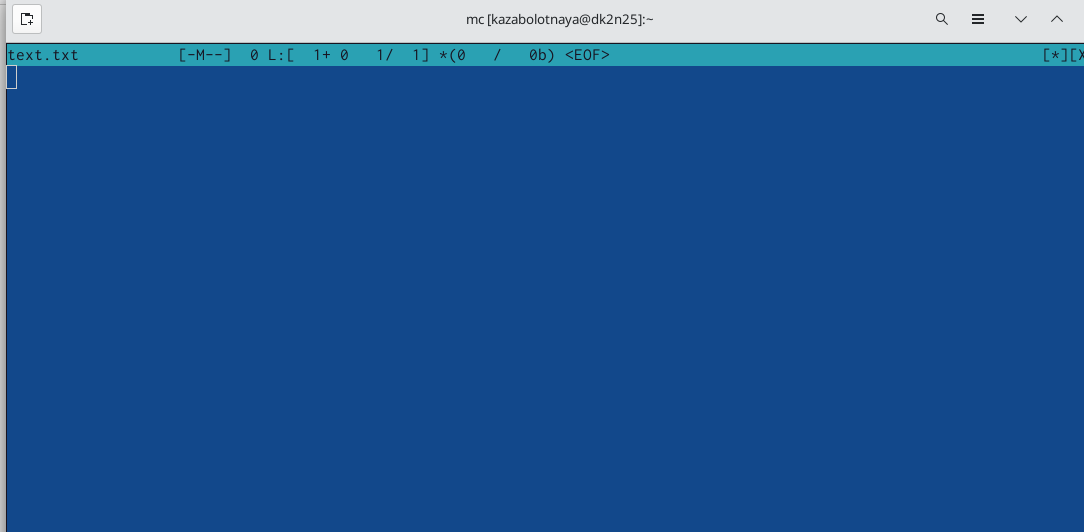 mc [kazabolotnaya@dk2n25]:~
text.txt [-M--] 0 L:[ 1+ 0 1/ 1] *(0 / 0b) <EOF> [*][X